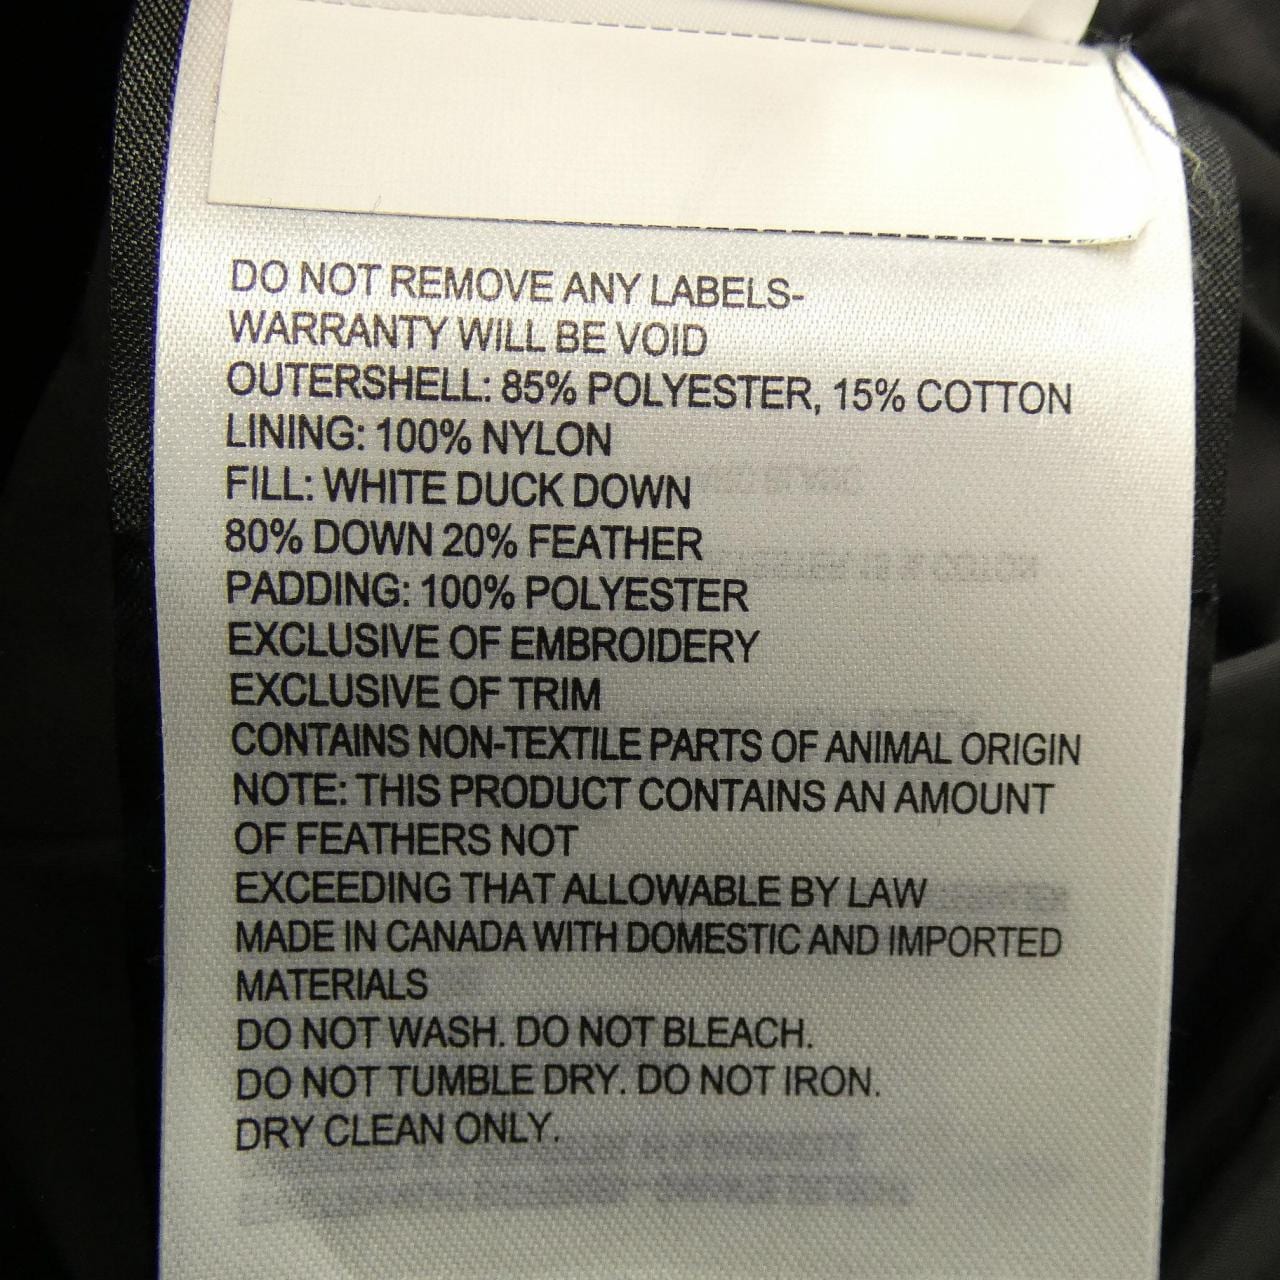 DO NOT REMOVE ANY LABELS-
WARRANTY WILL BE VOID
OUTERSHELL: 85% POLYESTER, 15% COTTON
LINING: 100% NYLON
FILL: WHITE DUCK DOWN
80% DOWN 20% FEATHER
PADDING: 100% POLYESTER
EXCLUSIVE OF EMBROIDERY
EXCLUSIVE OF TRIM
CONTAINS NON-TEXTILE PARTS OF ANIMAL ORIGIN
NOTE: THIS PRODUCT CONTAINS AN AMOUNT
OF FEATHERS NOT
EXCEEDING THAT ALLOWABLE BY LAW
MADE IN CANADA WITH DOMESTIC AND IMPORTED
MATERIALS
DO NOT WASH. DO NOT BLEACH.
DO NOT TUMBLE DRY. DO NOT IRON.
DRY CLEAN ONLY.